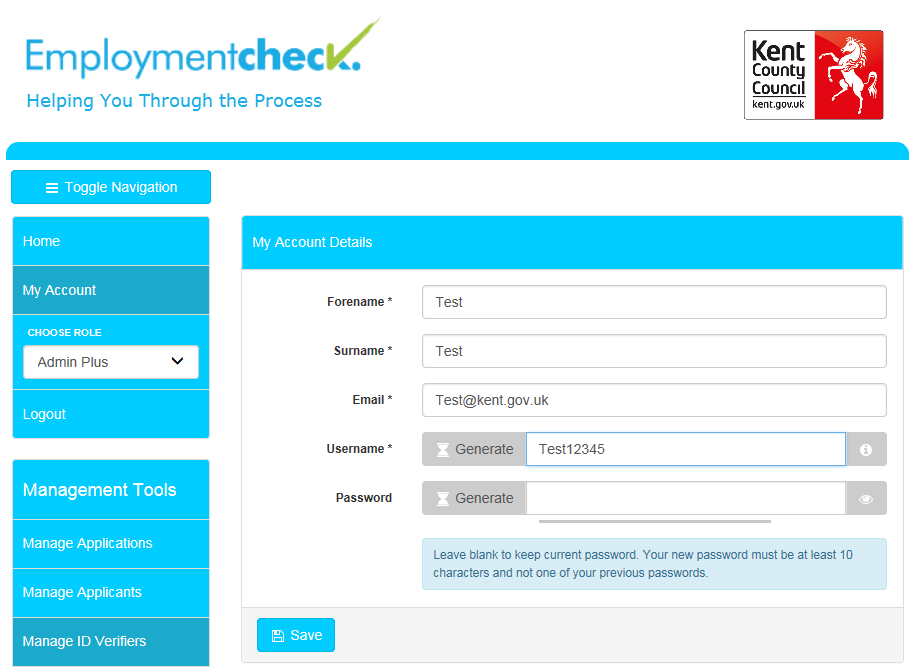 Employmentcheck.
Helping You Through the Process
Kent
County
Council
kent.gov.uk
Toggle Navigation
Home
My Account
CHOOSE ROLE
Admin Plus
Logout
Management Tools
Manage Applications
Manage Applicants
Manage ID Verifiers
My Account Details
Forename * Test
Surname * Test
Email * Test@kent.gov.uk
Username * Generate Test12345
Password Generate
Leave blank to keep current password. Your new password must be at least 10
characters and not one of your previous passwords.
Save